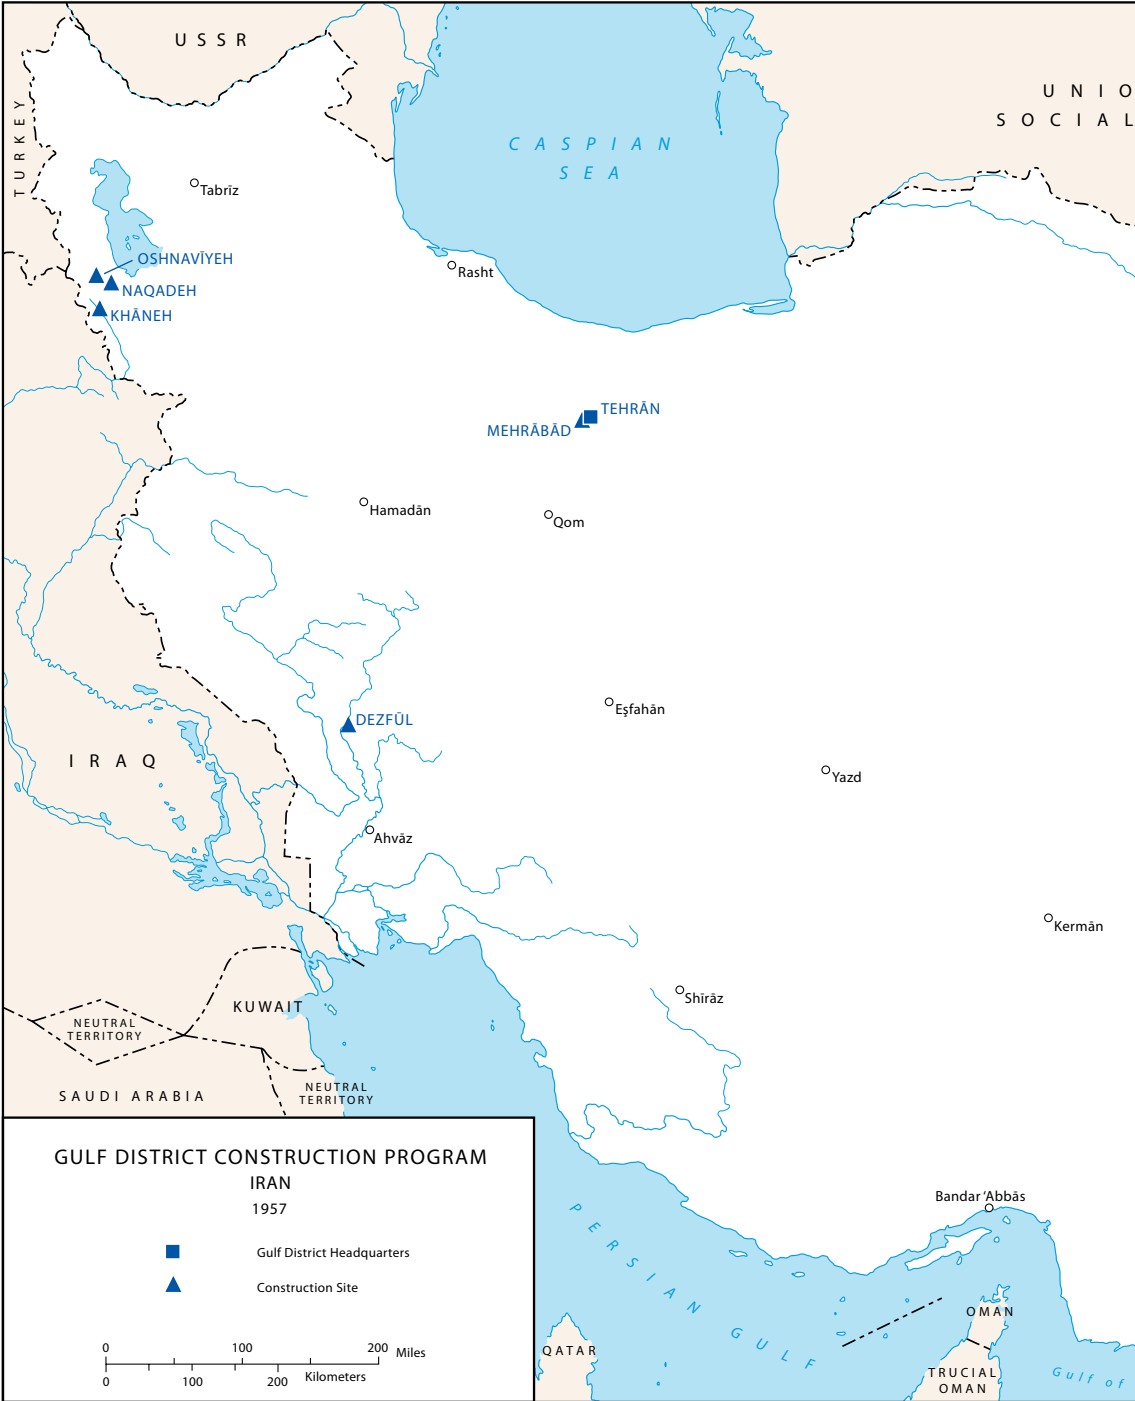 USSR
UNIO
SOCIAL
TURKEY
CASPIAN
SEA
Tabrīz
OSHNAVĪYEH
NAQADEH
KHĀNEH
Rasht
TEHRĀN
MEHRĀBĀD
Hamadān
Qom
DEZFŪL
Eşfahān
IRAQ
Yazd
Ahvāz
Kermān
Shīrāz
KUWAIT
NEUTRAL
TERRITORY
SAUDI ARABIA
NEUTRAL
TERRITORY
GULF DISTRICT CONSTRUCTION PROGRAM
IRAN
1957
Gulf District Headquarters
Construction Site
0 100 200 Miles
0 100 200 Kilometers
Bandar ‘Abbās
PERSIAN GULF
QATAR
OMAN
TRUCIAL
OMAN
Gulf of